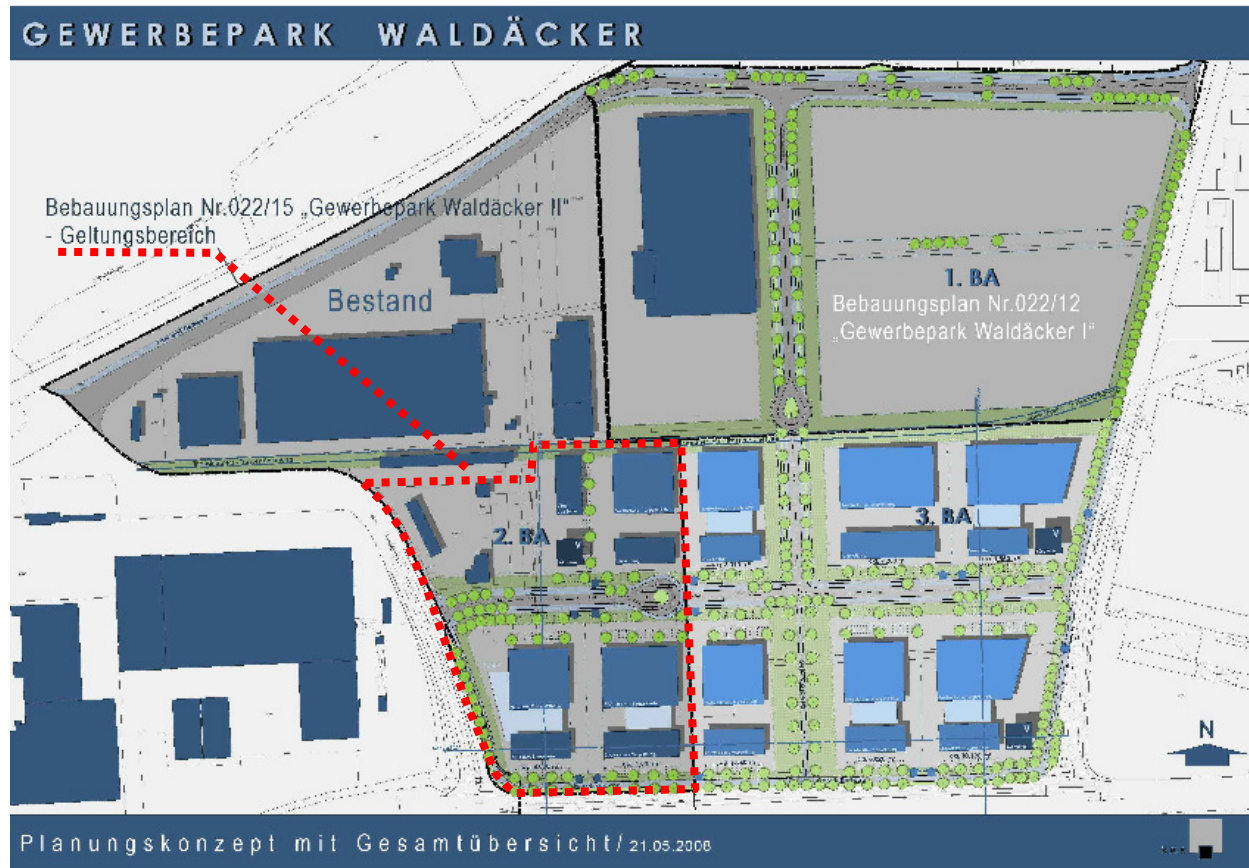 GEWERBEPARK WALDÄCKER
Bebauungsplan Nr.022/15 „Gewerbepark Waldäcker II"
- Geltungsbereich
Bestand
1. BA
Bebauungsplan Nr.022/12
„Gewerbepark Waldäcker I"
2. BA
3. BA
V
V
V
N
Planungskonzept mit Gesamtübersicht/ 21.05.2008